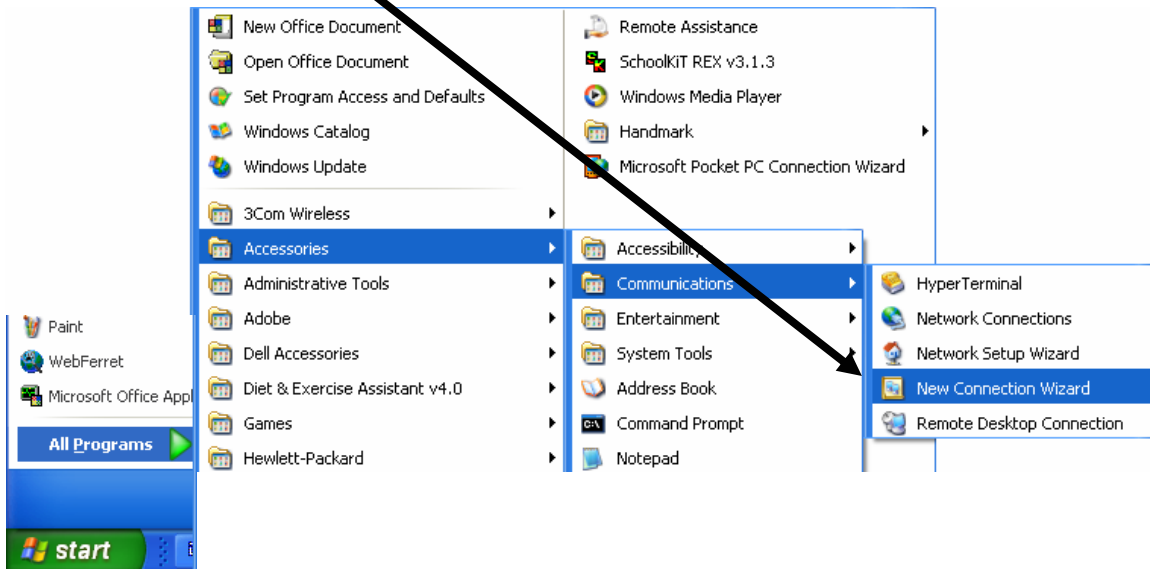 New Office Document
Open Office Document
Set Program Access and Defaults
Windows Catalog
Windows Update
3Com Wireless
Accessories
Administrative Tools
Adobe
Dell Accessories
Diet & Exercise Assistant v4.0
Games
Hewlett-Packard
Remote Assistance
SchoolKiT REX v3.1.3
Windows Media Player
Handmark
Microsoft Pocket PC Connection Wizard
Accessibility
Communications
Entertainment
System Tools
Address Book
Command Prompt
Notepad
HyperTerminal
Network Connections
Network Setup Wizard
New Connection Wizard
Remote Desktop Connection
Paint
WebFerret
Microsoft Office Appl
All Programs
start